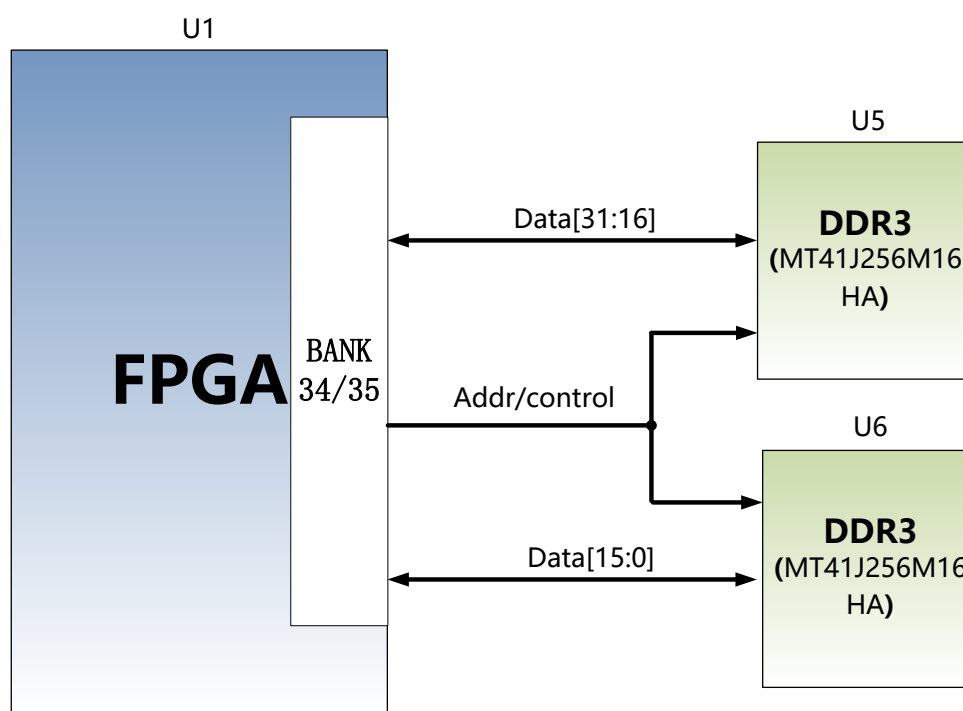 U1
FPGA
BANK
34/35
Data[31:16]
Addr/control
Data[15:0]
U5
DDR3
(MT41J256M16
HA)
U6
DDR3
(MT41J256M16
HA)